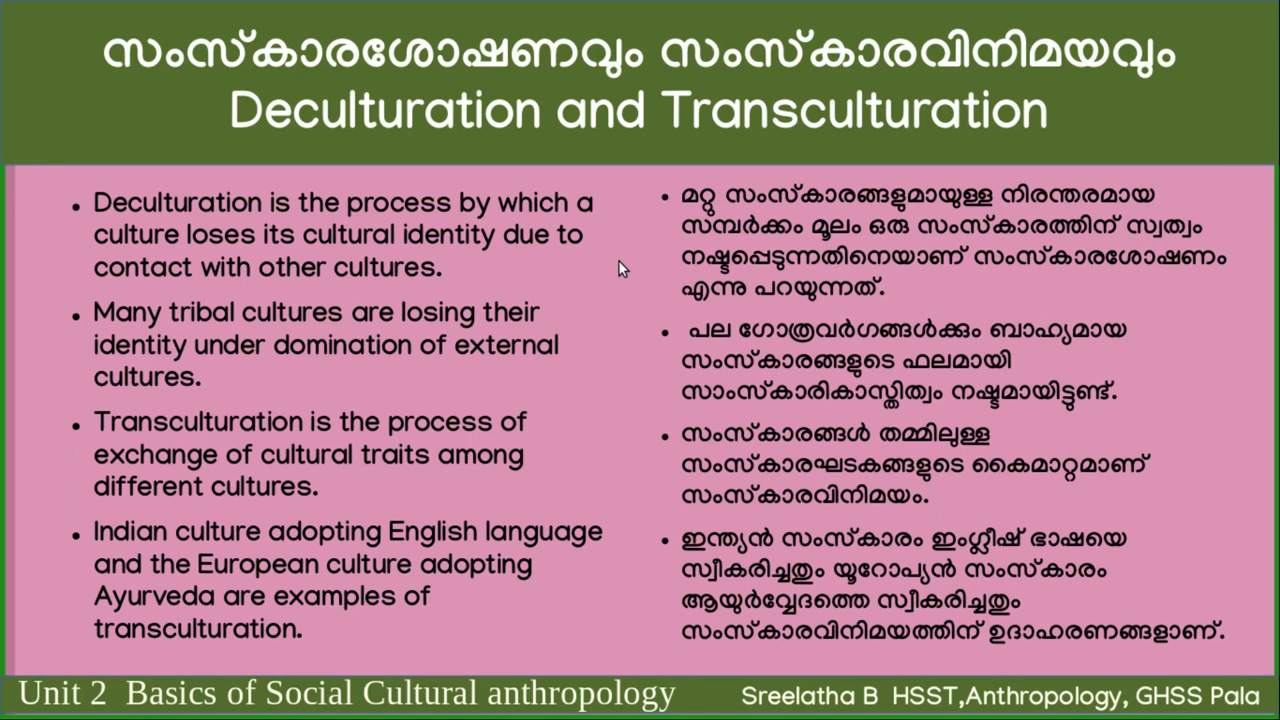 സംസ്കാരശോഷണവും സംസ്കാരവിനിമയവും
Deculturation and Transculturation
• Deculturation is the process by which a
culture loses its cultural identity due to
contact with other cultures.
• Many tribal cultures are losing their
identity under domination of external
cultures.
• Transculturation is the process of
exchange of cultural traits among
different cultures.
• Indian culture adopting English language
and the European culture adopting
Ayurveda are examples of
transculturation.
• മറ്റു സംസ്കാരങ്ങളുമായുള്ള നിരന്തരമായ
സമ്പർക്കം മൂലം ഒരു സംസ്കാരത്തിന് സ്വത്വം
നഷ്ടപ്പെടുന്നതിനെയാണ് സംസ്കാരശോഷണം
എന്നു പറയുന്നത്.
• പല ഗോത്രവർഗങ്ങൾക്കും ബാഹ്യമായ
സംസ്കാരങ്ങളുടെ ഫലമായി
സാംസ്കാരികാസ്തിത്വം നഷ്ടമായിട്ടുണ്ട്.
• സംസ്കാരങ്ങൾ തമ്മിലുള്ള
സംസ്കാരഘടകങ്ങളുടെ കൈമാറ്റമാണ്
സംസ്കാരവിനിമയം.
• ഇന്ത്യൻ സംസ്കാരം ഇംഗ്ലീഷ് ഭാഷയെ
സ്വീകരിച്ചതും യൂറോപ്യൻ സംസ്കാരം
ആയുർവ്വേദത്തെ സ്വീകരിച്ചതും
സംസ്കാരവിനിമയത്തിന് ഉദാഹരണങ്ങളാണ്.
Unit 2 Basics of Social Cultural anthropology
Sreelatha B HSST,Anthropology, GHSS Pala